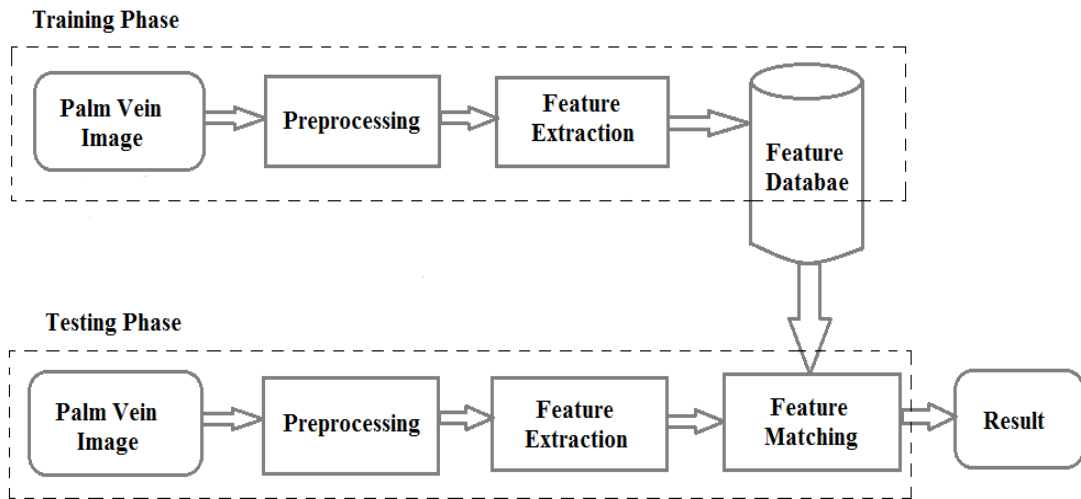 Training Phase
Palm Vein
Image
Preprocessing
Feature
Extraction
Feature
Databae
Testing Phase
Palm Vein
Image
Preprocessing
Feature
Extraction
Feature
Matching
Result